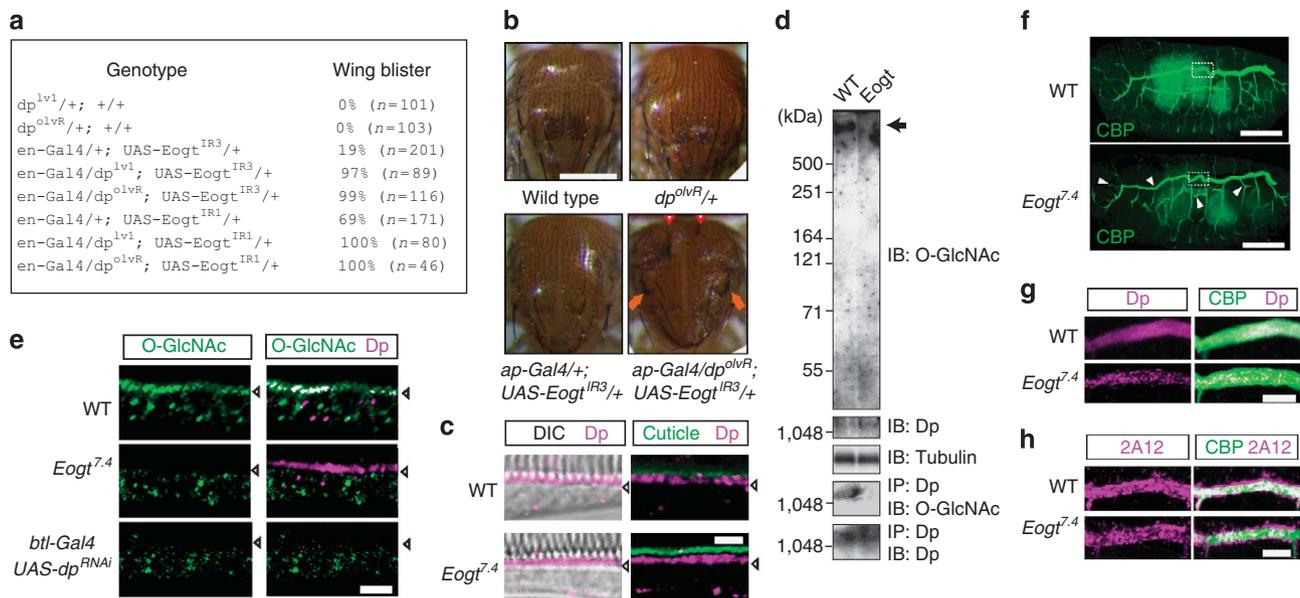 a
Genotype Wing blister
dp^lv1/+; +/+ 0% (n=101)
dp^olvR/+; +/+ 0% (n=103)
en-Gal4/+; UAS-Eogt^IR3/+ 19% (n=201)
en-Gal4/dp^lv1; UAS-Eogt^IR3/+ 97% (n=89)
en-Gal4/dp^olvR; UAS-Eogt^IR3/+ 99% (n=116)
en-Gal4/+; UAS-Eogt^IR1/+ 69% (n=171)
en-Gal4/dp^lv1; UAS-Eogt^IR1/+ 100% (n=80)
en-Gal4/dp^olvR; UAS-Eogt^IR1/+ 100% (n=46)
b
Wild type
dp^olvR/+
ap-Gal4/+;
UAS-Eogt^IR3/+
ap-Gal4/dp^olvR;
UAS-Eogt^IR3/+
c
DIC Dp
Cuticle Dp
WT
Eogt^7.4
d
WT
Eogt
(kDa)
500
251
164
121
71
55
IB: O-GlcNAc
1,048
IB: Dp
IB: Tubulin
1,048
IP: Dp
IB: O-GlcNAc
1,048
IP: Dp
IB: Dp
e
O-GlcNAc
O-GlcNAc Dp
WT
Eogt^7.4
btl-Gal4
UAS-dp^RNAi
f
WT
CBP
Eogt^7.4
CBP
g
Dp
CBP Dp
WT
Eogt^7.4
h
2A12
CBP 2A12
WT
Eogt^7.4